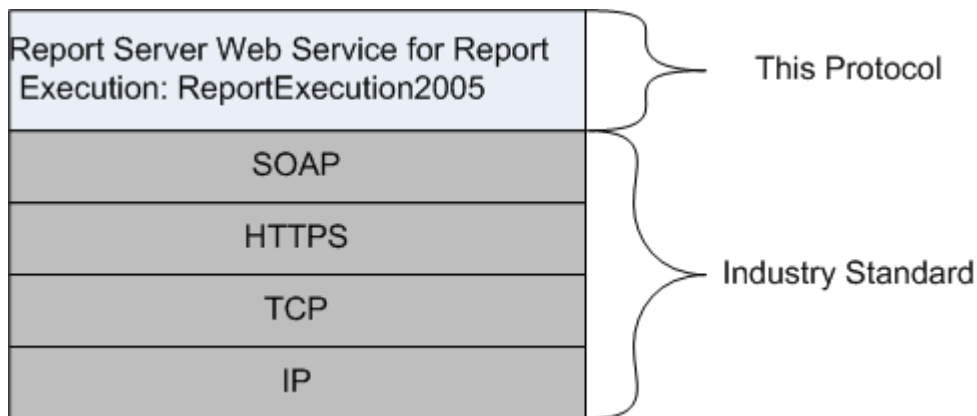 Report Server Web Service for Report
Execution: ReportExecution2005
This Protocol
SOAP
HTTPS
TCP
IP
Industry Standard